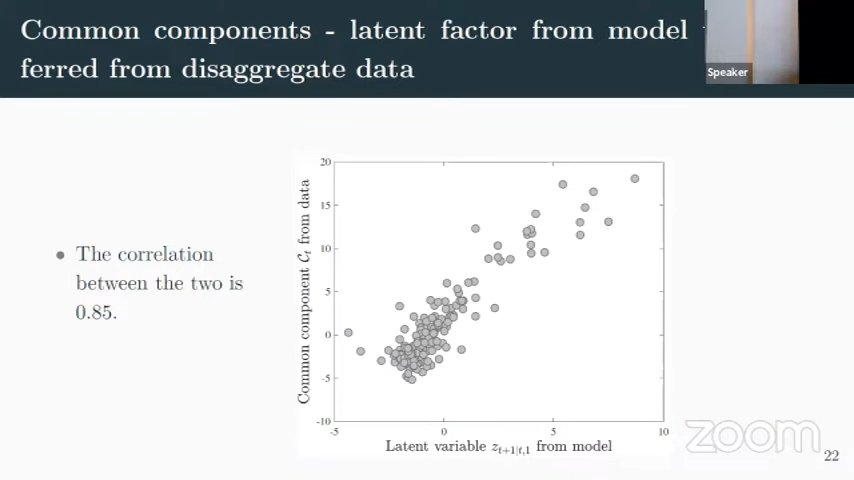 Common components - latent factor from model
ferred from disaggregate data
Speaker
• The correlation
between the two is
0.85.
20
15
10
5
0
-5
-10
-5
0
5
10
Common component Cₜ from data
Latent variable zₜ₊₁|ₜ,₁ from model
zoom
22